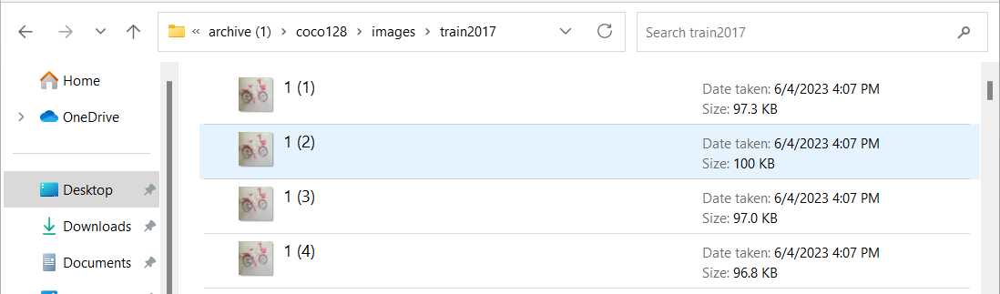 « archive (1) > coco128 > images > train2017
Search train2017
Home
OneDrive
Desktop
Downloads
Documents
1 (1)
Date taken: 6/4/2023 4:07 PM
Size: 97.3 KB
1 (2)
Date taken: 6/4/2023 4:07 PM
Size: 100 KB
1 (3)
Date taken: 6/4/2023 4:07 PM
Size: 97.0 KB
1 (4)
Date taken: 6/4/2023 4:07 PM
Size: 96.8 KB